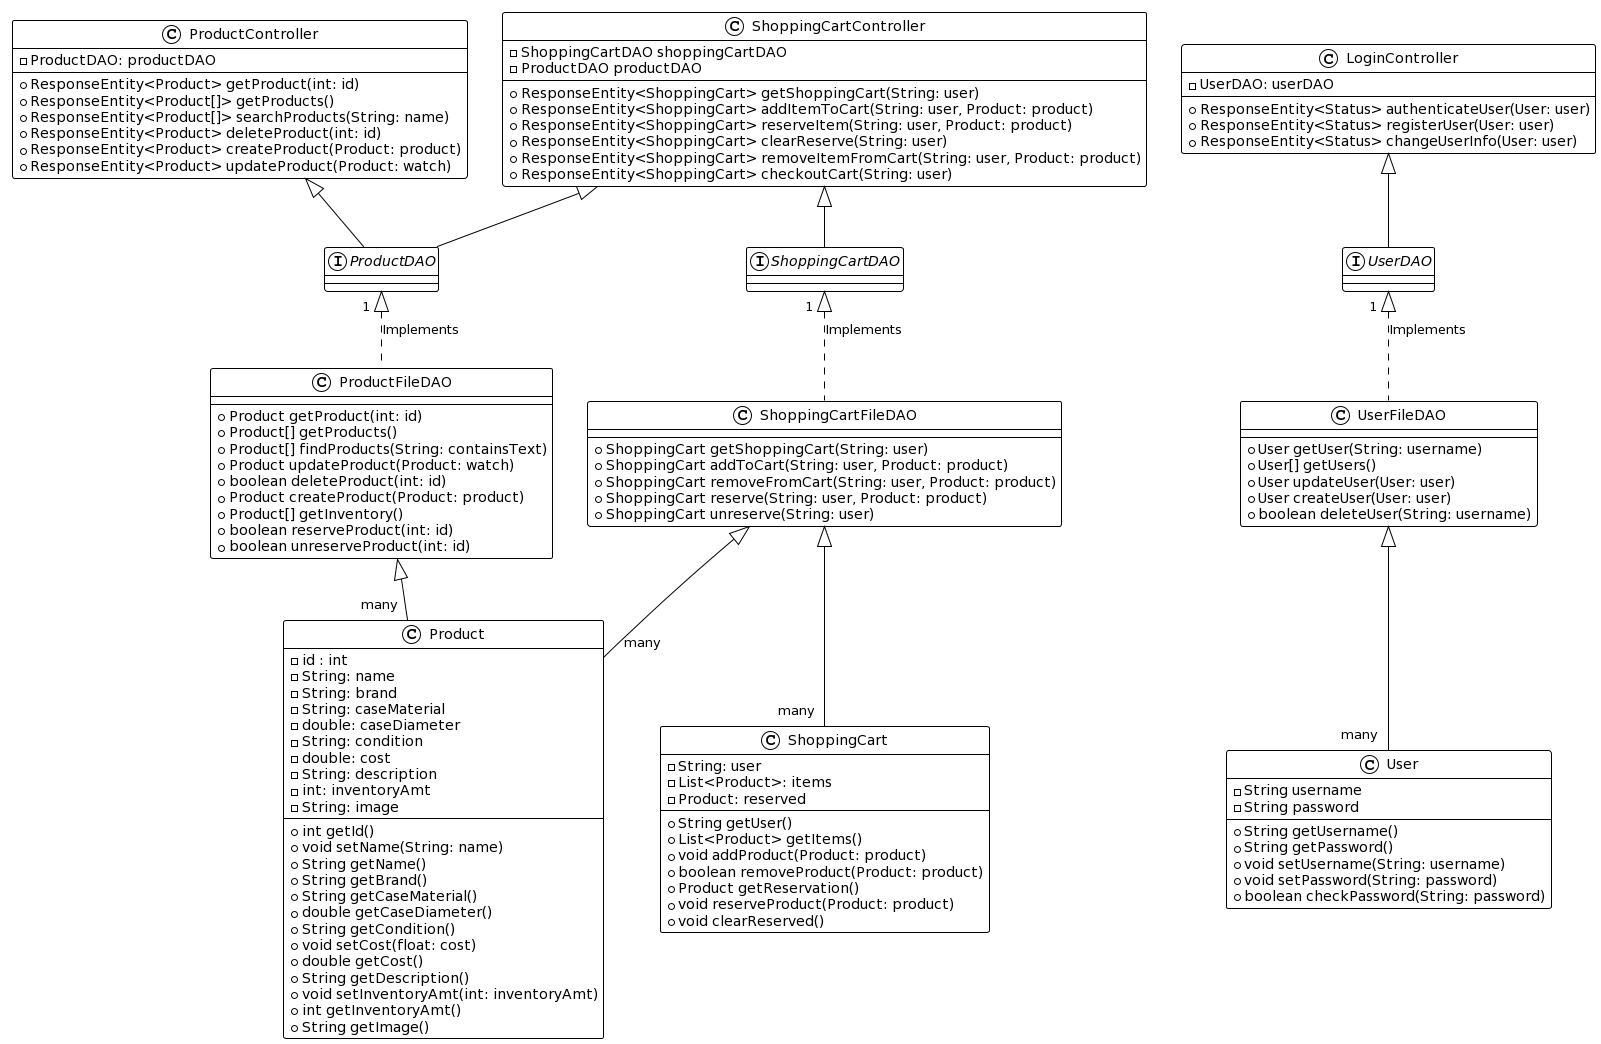 C ProductController
ProductDAO: productDAO
ResponseEntity<Product> getProduct(int: id)
ResponseEntity<Product[]> getProducts()
ResponseEntity<Product[]> searchProducts(String: name)
ResponseEntity<Product> deleteProduct(int: id)
ResponseEntity<Product> createProduct(Product: product)
ResponseEntity<Product> updateProduct(Product: watch)
C ShoppingCartController
ShoppingCartDAO shoppingCartDAO
ProductDAO productDAO
ResponseEntity<ShoppingCart> getShoppingCart(String: user)
ResponseEntity<ShoppingCart> addItemToCart(String: user, Product: product)
ResponseEntity<ShoppingCart> reserveItem(String: user, Product: product)
ResponseEntity<ShoppingCart> clearReserve(String: user)
ResponseEntity<ShoppingCart> removeItemFromCart(String: user, Product: product)
ResponseEntity<ShoppingCart> checkoutCart(String: user)
C LoginController
UserDAO: userDAO
ResponseEntity<Status> authenticateUser(User: user)
ResponseEntity<Status> registerUser(User: user)
ResponseEntity<Status> changeUserInfo(User: user)
I ProductDAO
I ShoppingCartDAO
I UserDAO
1
Implements
1
Implements
1
Implements
C ProductFileDAO
Product getProduct(int: id)
Product[] getProducts()
Product[] findProducts(String: containsText)
Product updateProduct(Product: watch)
boolean deleteProduct(int: id)
Product createProduct(Product: product)
Product[] getInventory()
boolean reserveProduct(int: id)
boolean unreserveProduct(int: id)
C ShoppingCartFileDAO
ShoppingCart getShoppingCart(String: user)
ShoppingCart addToCart(String: user, Product: product)
ShoppingCart removeFromCart(String: user, Product: product)
ShoppingCart reserve(String: user, Product: product)
ShoppingCart unreserve(String: user)
C UserFileDAO
User getUser(String: username)
User[] getUsers()
User updateUser(User: user)
User createUser(User: user)
boolean deleteUser(String: username)
many
many
many
many
C Product
id : int
String: name
String: brand
String: caseMaterial
double: caseDiameter
String: condition
double: cost
String: description
int: inventoryAmt
String: image
int getId()
void setName(String: name)
String getName()
String getBrand()
String getCaseMaterial()
double getCaseDiameter()
String getCondition()
void setCost(float: cost)
double getCost()
String getDescription()
void setInventoryAmt(int: inventoryAmt)
int getInventoryAmt()
String getImage()
C ShoppingCart
String: user
List<Product>: items
Product: reserved
String getUser()
List<Product> getItems()
void addProduct(Product: product)
boolean removeProduct(Product: product)
Product getReservation()
void reserveProduct(Product: product)
void clearReserved()
C User
String username
String password
String getUsername()
String getPassword()
void setUsername(String: username)
void setPassword(String: password)
boolean checkPassword(String: password)